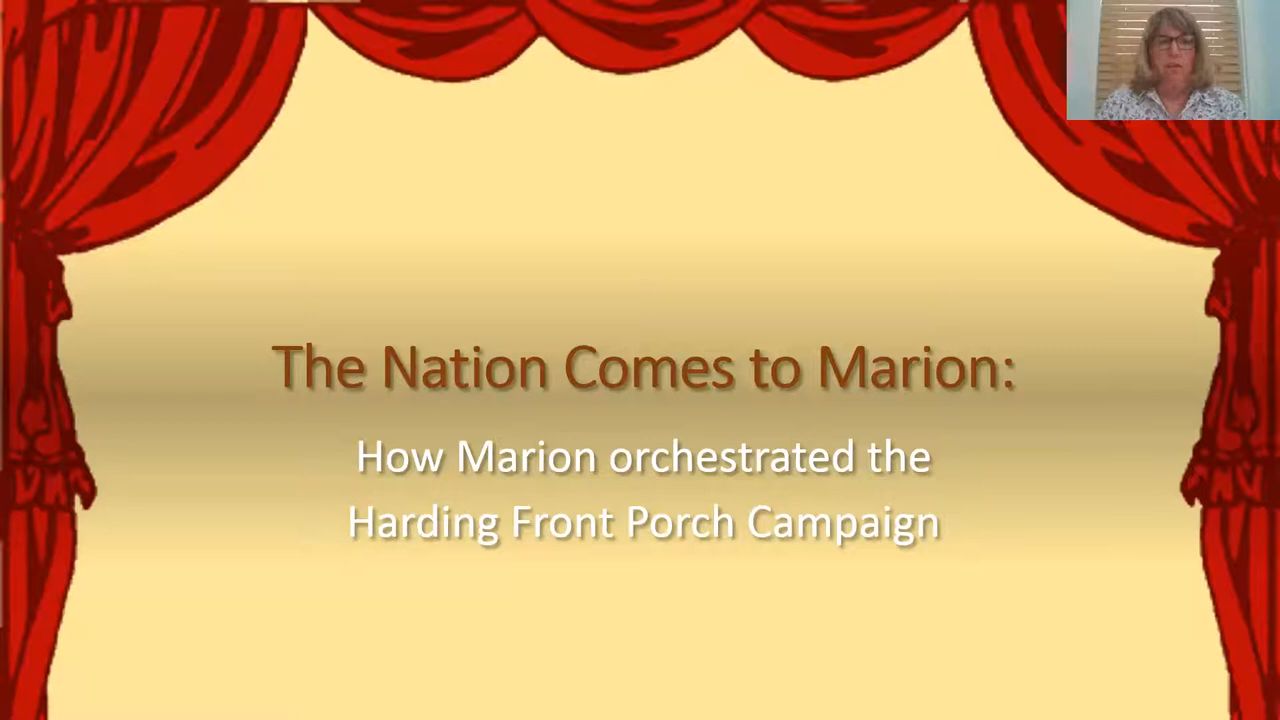 The Nation Comes to Marion:
How Marion orchestrated the
Harding Front Porch Campaign